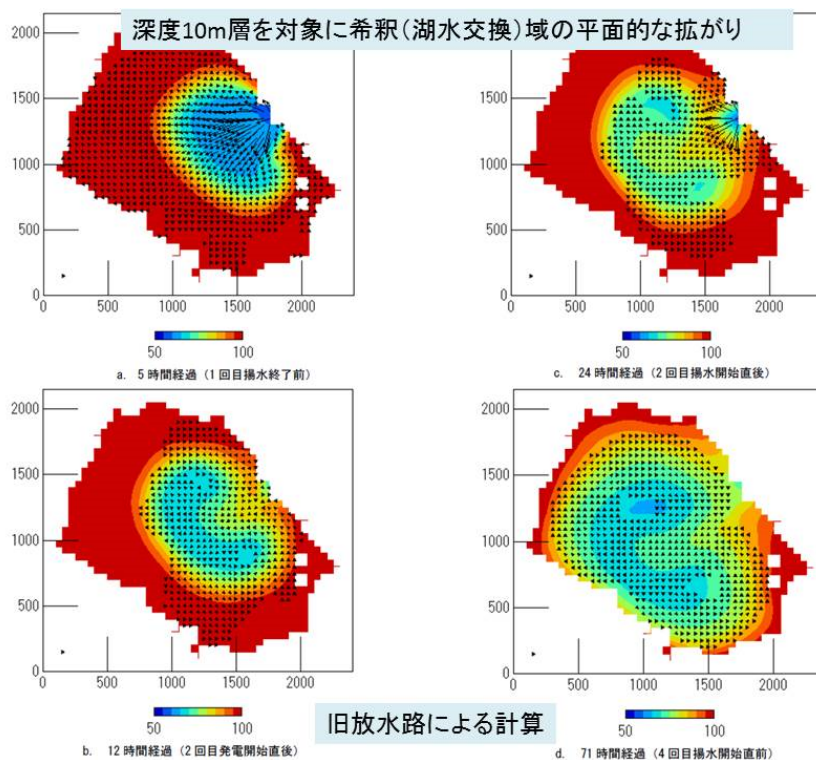 深度10m層を対象に希釈(湖水交換)域の平面的な拡がり
2000
1500
1000
500
0
0 500 1000 1500 2000
50 100
a. 5時間経過(1回目揚水終了前)
2000
1500
1000
500
0
0 500 1000 1500 2000
50 100
c. 24時間経過(2回目揚水開始直後)
2000
1500
1000
500
0
0 500 1000 1500 2000
50 100
b. 12時間経過(2回目発電開始直後)
2000
1500
1000
500
0
0 500 1000 1500 2000
50 100
d. 71時間経過(4回目揚水開始直前)
旧放水路による計算